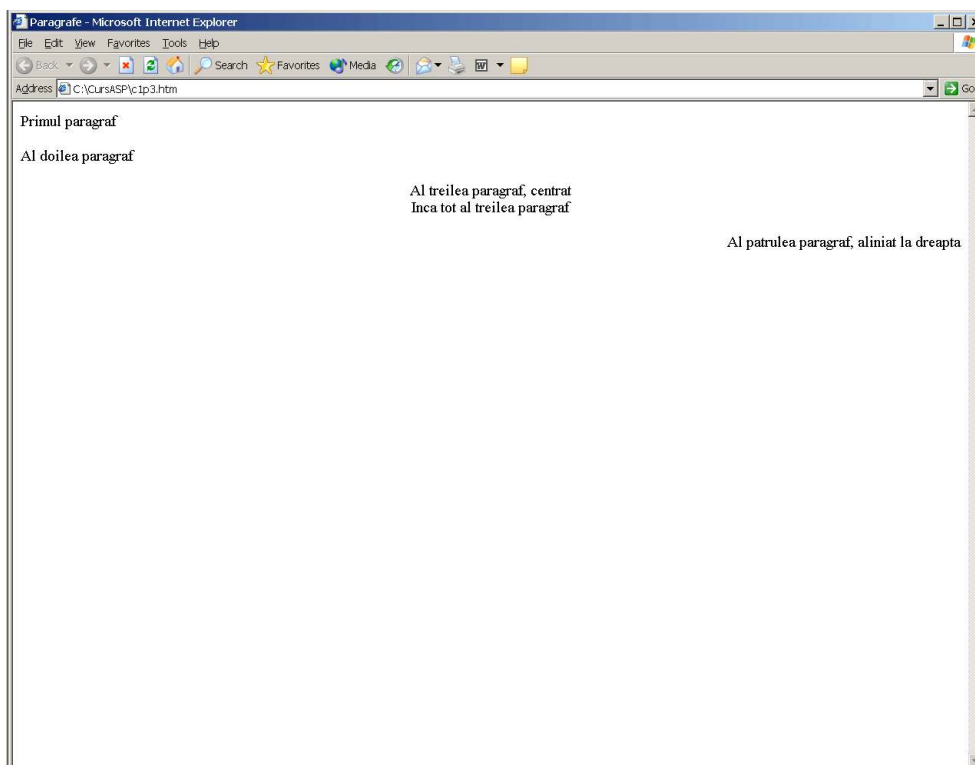 Paragrafe - Microsoft Internet Explorer
File Edit View Favorites Tools Help
Back Search Favorites Media
Address C:\CursASP\c1p3.htm Go
Primul paragraf
Al doilea paragraf
Al treilea paragraf, centrat
Inca tot al treilea paragraf
Al patrulea paragraf, aliniat la dreapta